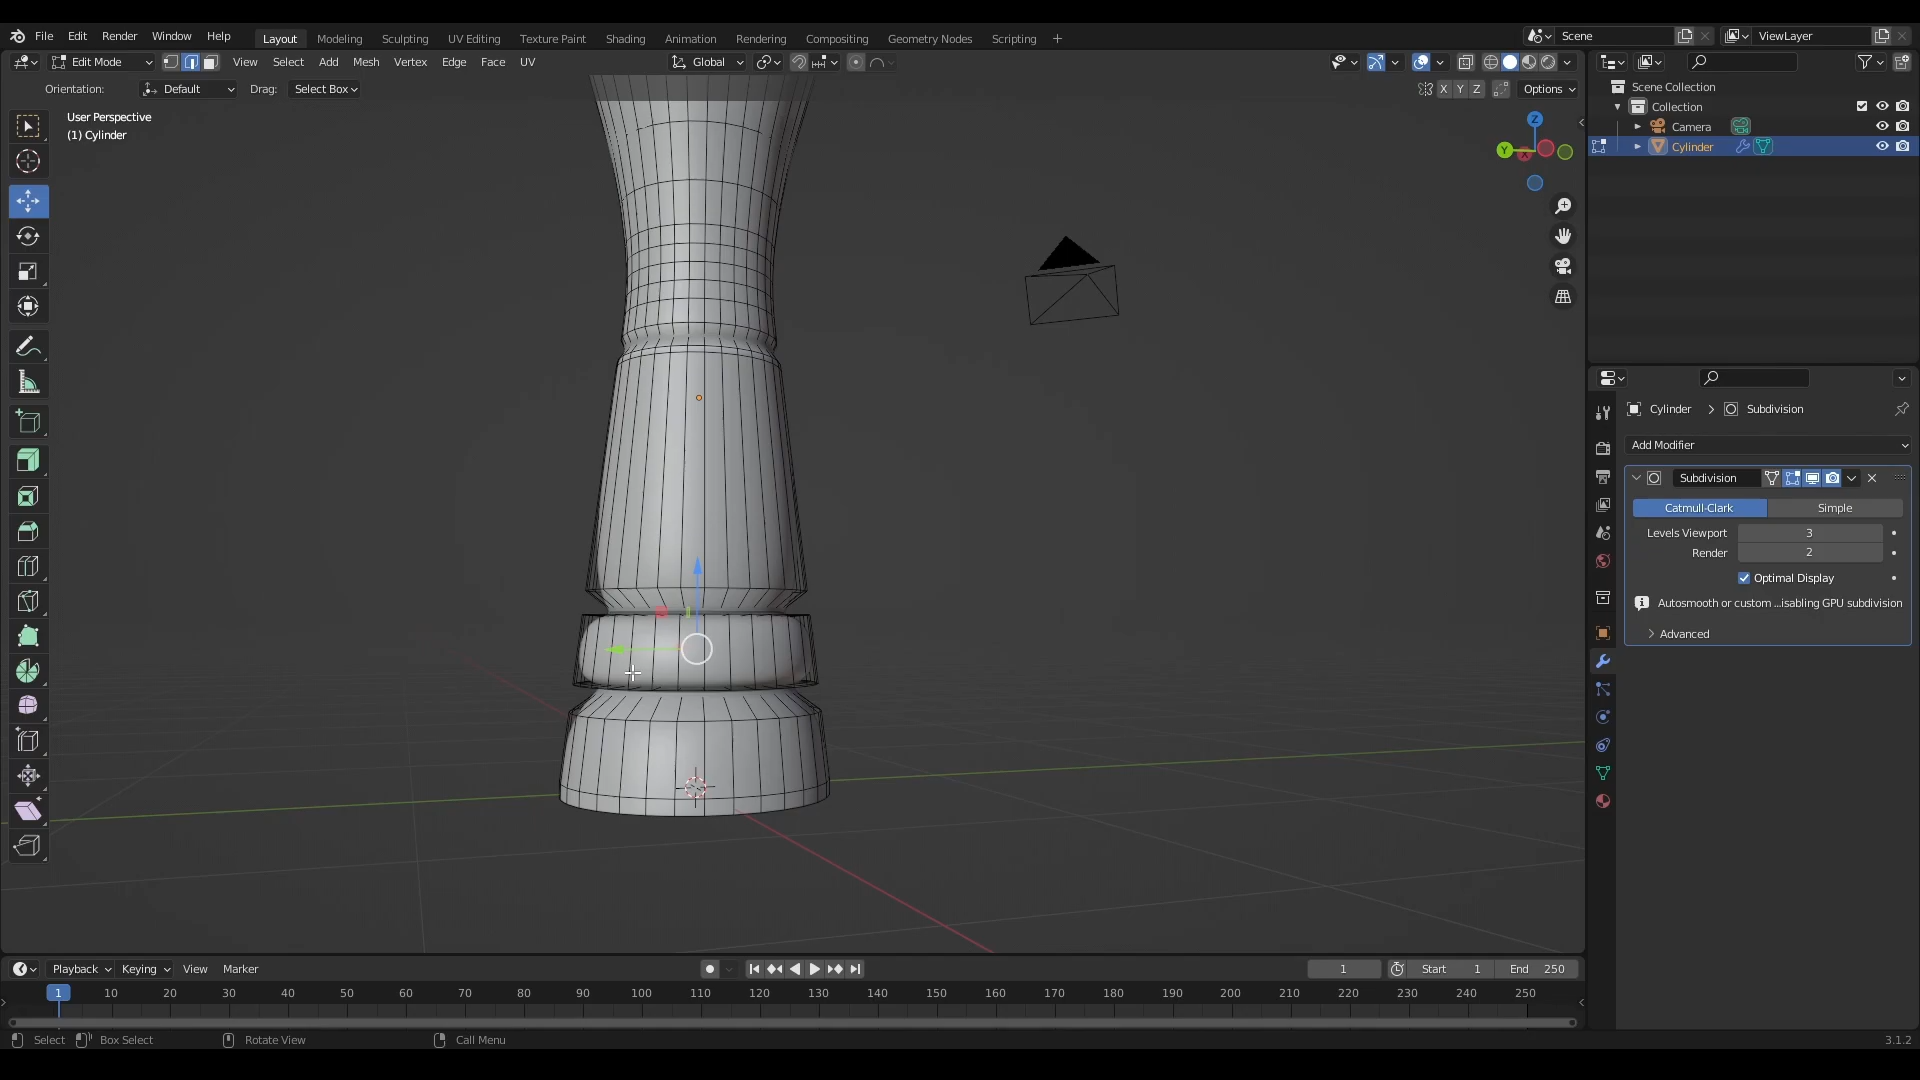 File Edit Render Window Help Layout Modeling Sculpting UV Editing Texture Paint Shading Animation Rendering Compositing Geometry Nodes Scripting + Scene ViewLayer
Edit Mode View Select Add Mesh Vertex Edge Face UV Global
Orientation: Default Drag: Select Box X Y Z Options
User Perspective
(1) Cylinder
Z
Y
X
Scene Collection
Collection
Camera
Cylinder
Cylinder > Subdivision
Add Modifier
Subdivision
Catmull-Clark Simple
Levels Viewport 3
Render 2
Optimal Display
Autosmooth or custom ...isabling GPU subdivision
Advanced
Playback Keying View Marker 1 Start 1 End 250
1 10 20 30 40 50 60 70 80 90 100 110 120 130 140 150 160 170 180 190 200 210 220 230 240 250
Select Box Select Rotate View Call Menu 3.1.2